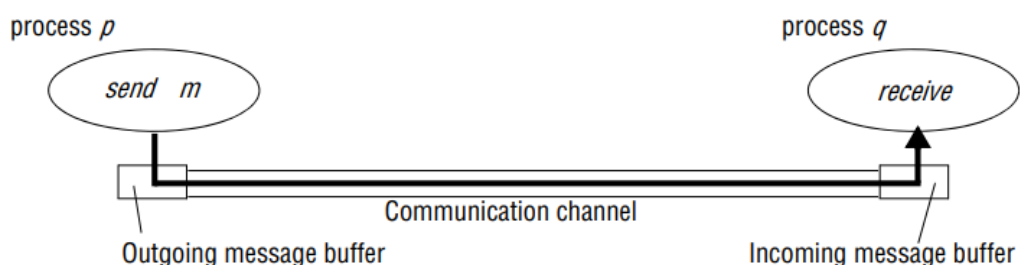 process p
process q
send m
receive
Communication channel
Outgoing message buffer
Incoming message buffer